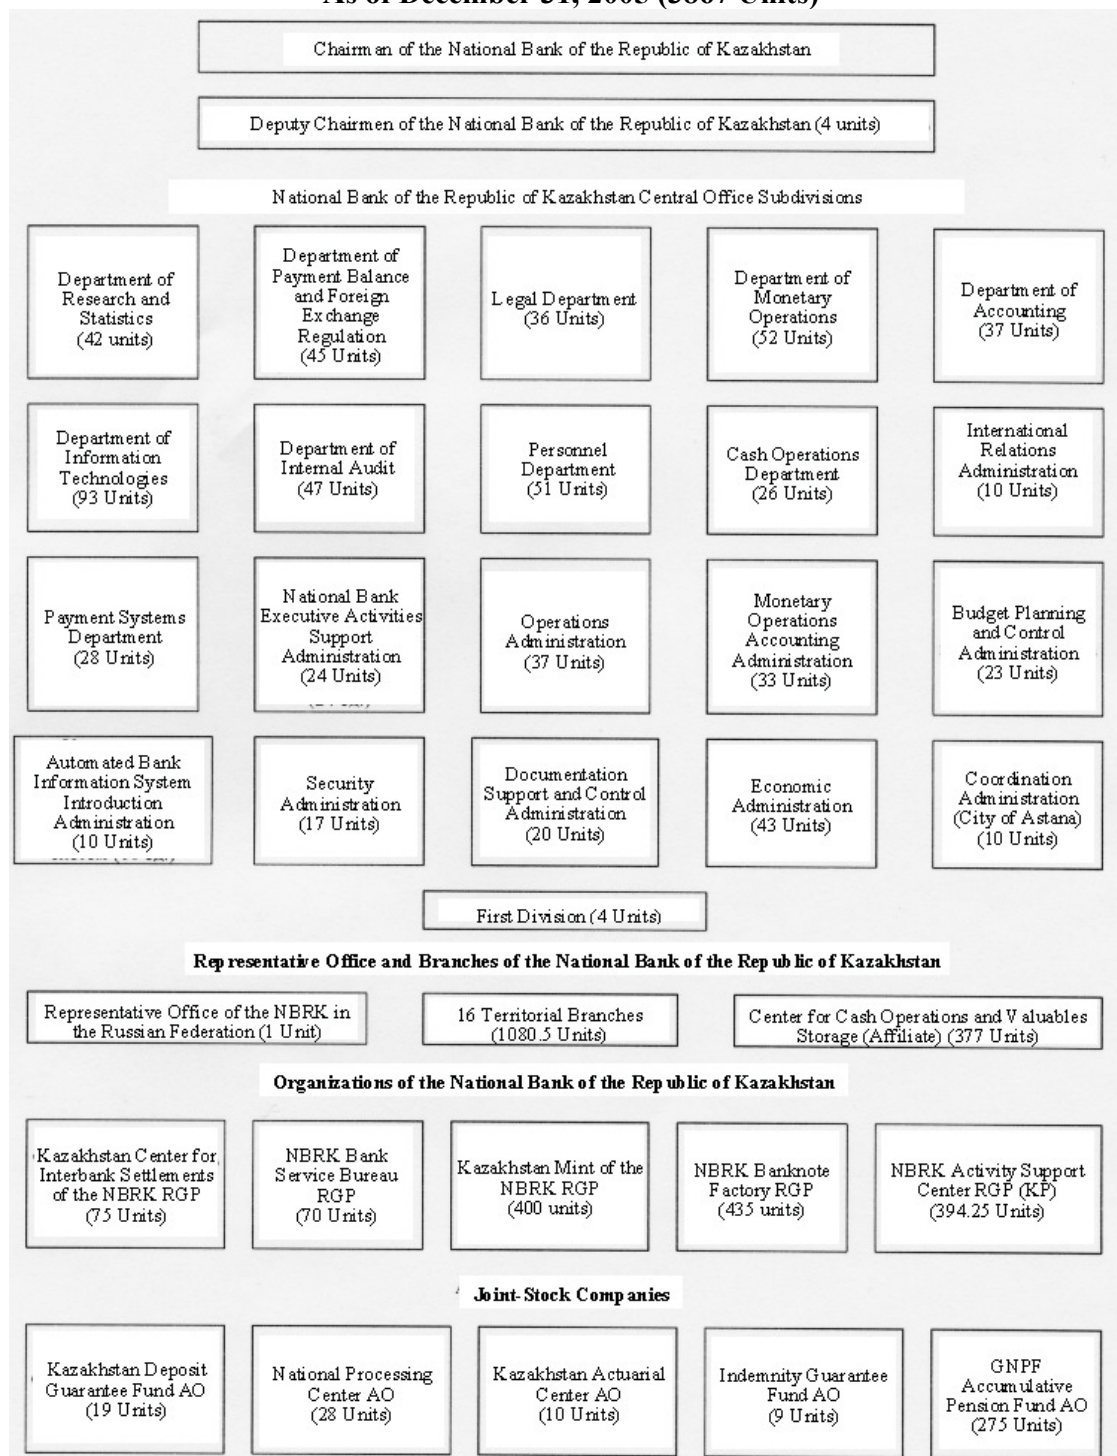 As of December 31, Units)
Chairman of the National Bank of the Republic of Kazakhstan
Deputy Chairmen of the National Bank of the Republic of Kazakhstan (4 units)
National Bank of the Republic of Kazakhstan Central Office Subdivisions
Department of
Research and
Statistics
(42 units)
Department of
Payment Balance
and Foreign
Exchange
Regulation
(45 Units)
Legal Department
(36 Units)
Department of
Monetary
Operations
(52 Units)
Department of
Accounting
(37 Units)
Department of
Information
Technologies
(93 Units)
Department of
Internal Audit
(47 Units)
Personnel
Department
(51 Units)
Cash Operations
Department
(26 Units)
International
Relations
Administration
(10 Units)
Payment Systems
Department
(28 Units)
National Bank
Executive Activities
Support
Administration
(24 Units)
Operations
Administration
(37 Units)
Monetary
Operations
Accounting
Administration
(33 Units)
Budget Planning
and Control
Administration
(23 Units)
Automated Bank
Information System
Introduction
Administration
(10 Units)
Security
Administration
(17 Units)
Documentation
Support and Control
Administration
(20 Units)
Economic
Administration
(43 Units)
Coordination
Administration
(City of Astana)
(10 Units)
First Division (4 Units)
Representative Office and Branches of the National Bank of the Republic of Kazakhstan
Representative Office of the NBRK in
the Russian Federation (1 Unit)
16 Territorial Branches
(1080.5 Units)
Center for Cash Operations and Valuables
Storage (Affiliate) (377 Units)
Organizations of the National Bank of the Republic of Kazakhstan
Kazakhstan Center for
Interbank Settlements
of the NBRK RGP
(75 Units)
NBRK Bank
Service Bureau
RGP
(70 Units)
Kazakhstan Mint of the
NBRK RGP
(400 units)
NBRK Banknote
Factory RGP
(435 units)
NBRK Activity Support
Center RGP (KP)
(394.25 Units)
Joint-Stock Companies
Kazakhstan Deposit
Guarantee Fund AO
(19 Units)
National Processing
Center AO
(28 Units)
Kazakhstan Actuarial
Center AO
(10 Units)
Indemnity Guarantee
Fund AO
(9 Units)
GNPF
Accumulative
Pension Fund AO
(275 Units)